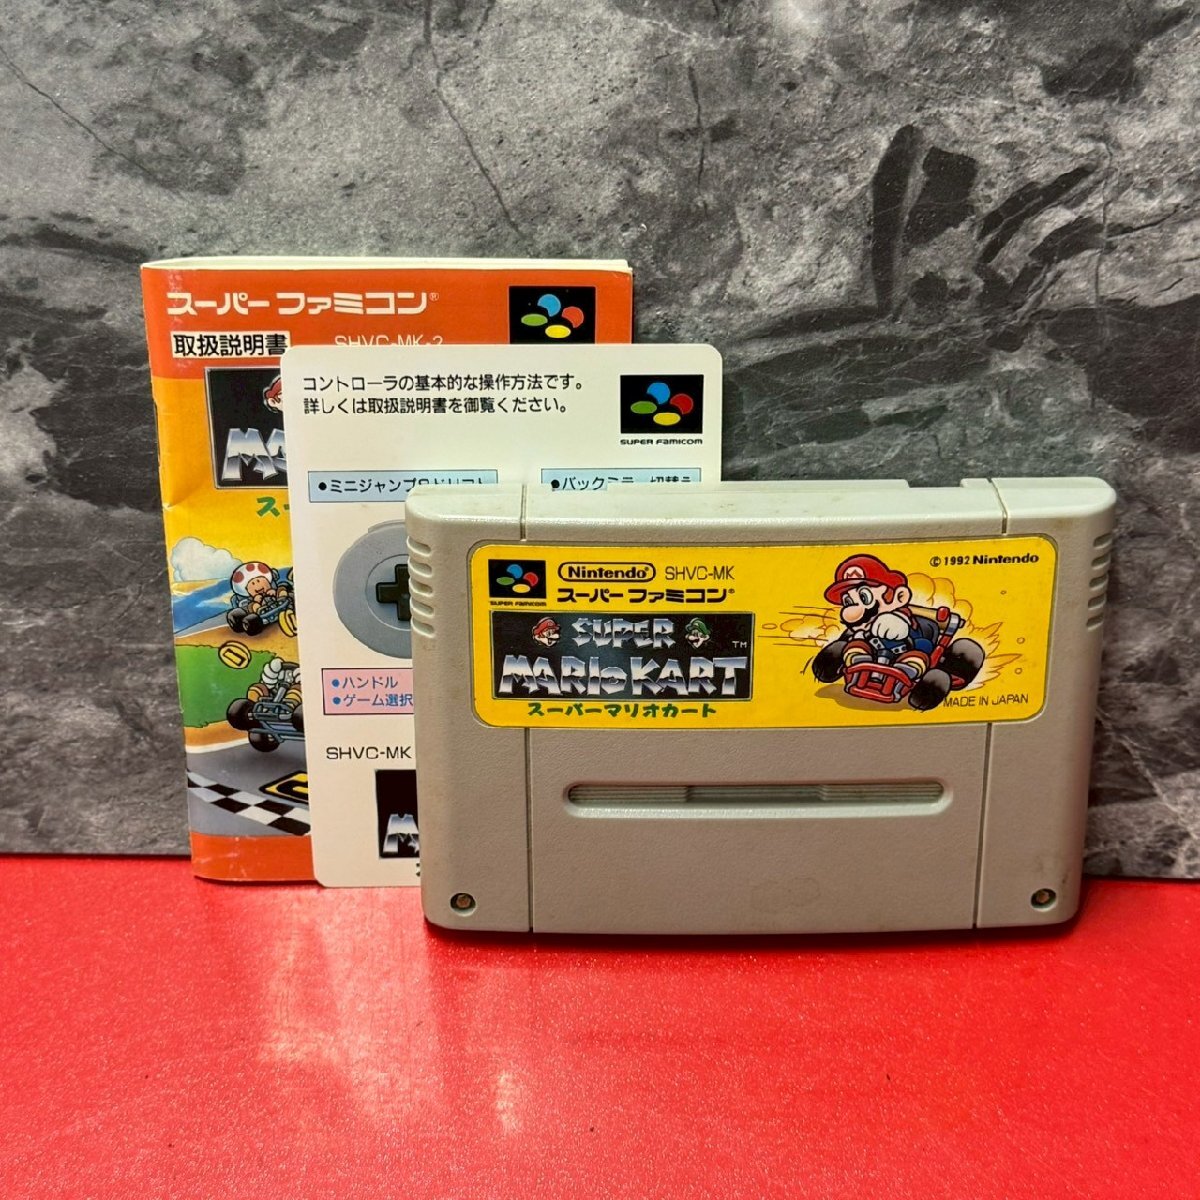 スーパー ファミコン®
取扱説明書
SHVC-MK-2
コントローラの基本的な操作方法です。
詳しくは取扱説明書を御覧ください。
SUPER FAMICOM
●ミニジャンプ&ドリフト
●バックミラー切替え
●ハンドル
●ゲーム選択
SHVC-MK
SUPER FAMICOM
Nintendo® SHVC-MK
スーパー ファミコン®
SUPER
MARIO KART TM
スーパーマリオカート
© 1992 Nintendo
MADE IN JAPAN